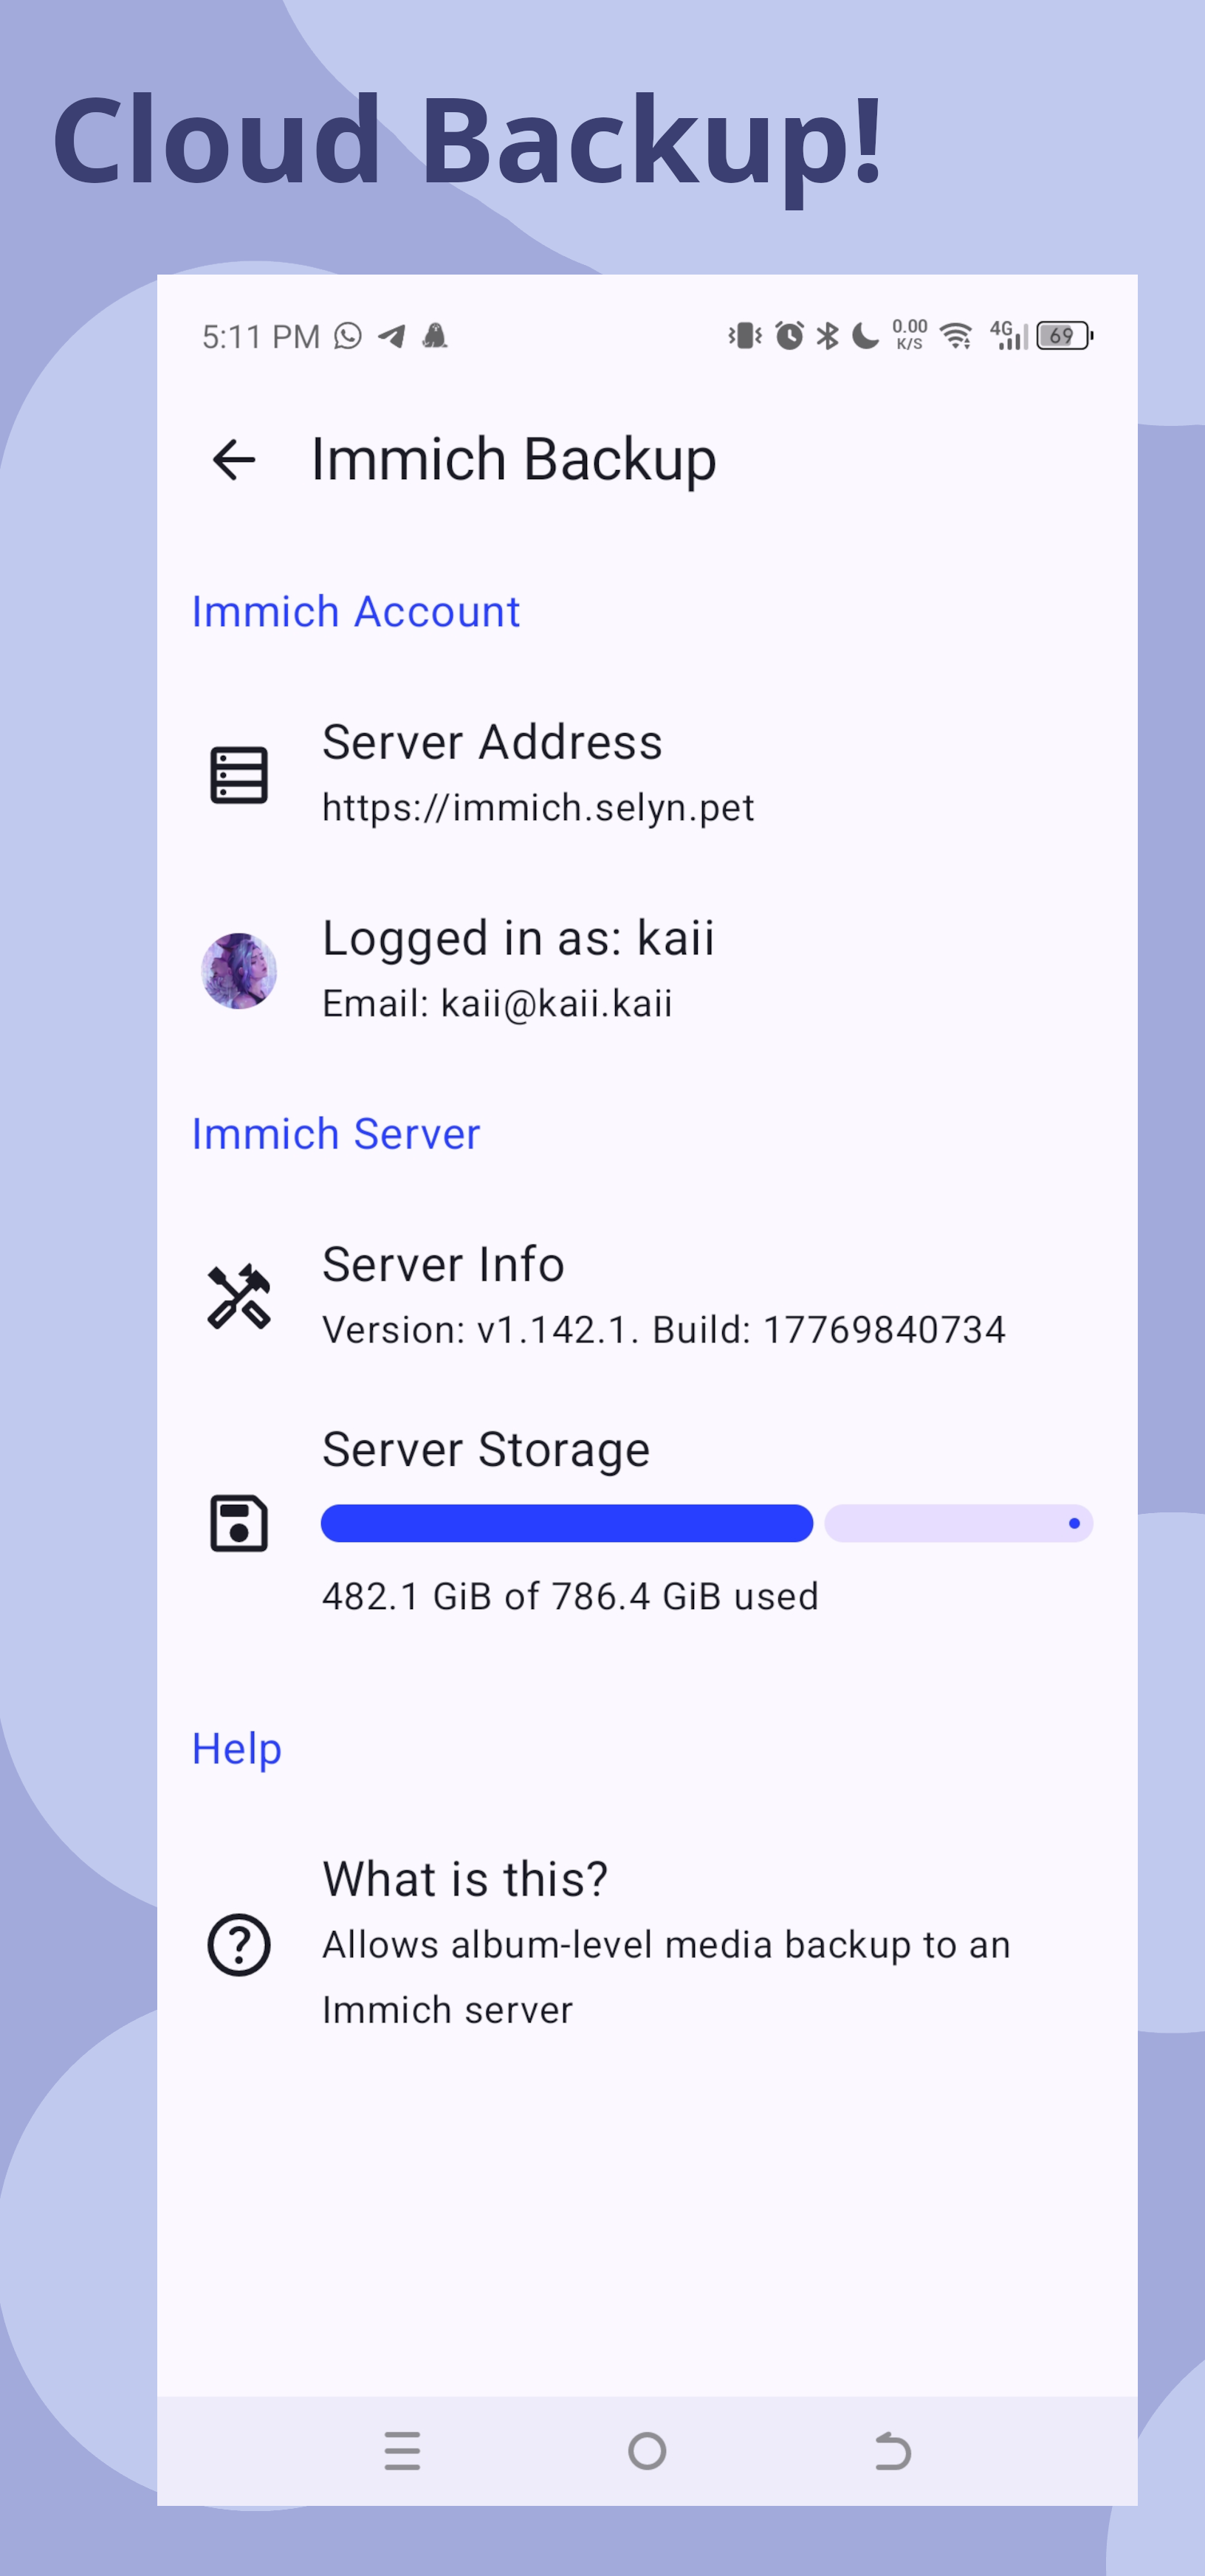 Cloud Backup!
5:11 PM 0.00 K/S 4G 69
Immich Backup
Immich Account
Server Address
https://immich.selyn.pet
Logged in as: kaii
Email: kaii@kaii.kaii
Immich Server
Server Info
Version: v1.142.1. Build: 17769840734
Server Storage
482.1 GiB of 786.4 GiB used
Help
What is this?
Allows album-level media backup to an
Immich server